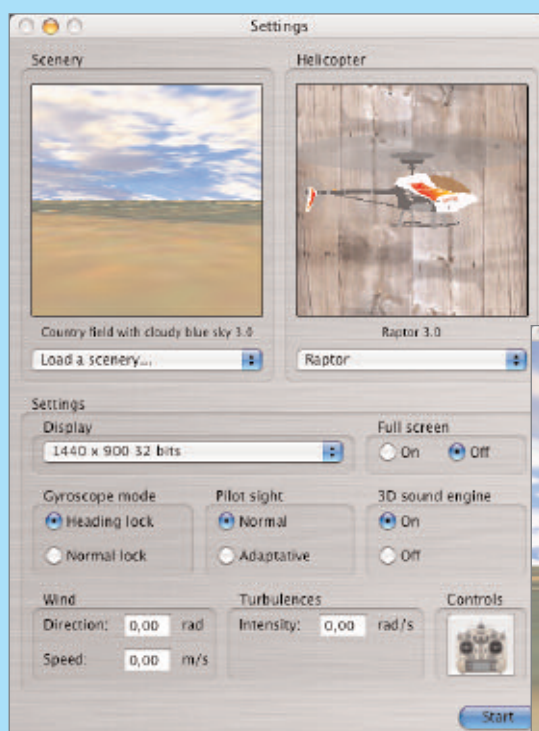 Settings
Scenery
Helicopter
Country field with cloudy blue sky 3.0
Raptor 3.0
Load a scenery...
Raptor
Settings
Display
Full screen
1440 x 900 32 bits
On
Off
Gyroscope mode
Pilot sight
3D sound engine
Heading lock
Normal
On
Normal lock
Adaptative
Off
Wind
Turbulences
Controls
Direction: 0,00 rad
Intensity: 0,00 rad/s
Speed: 0,00 m/s
Start